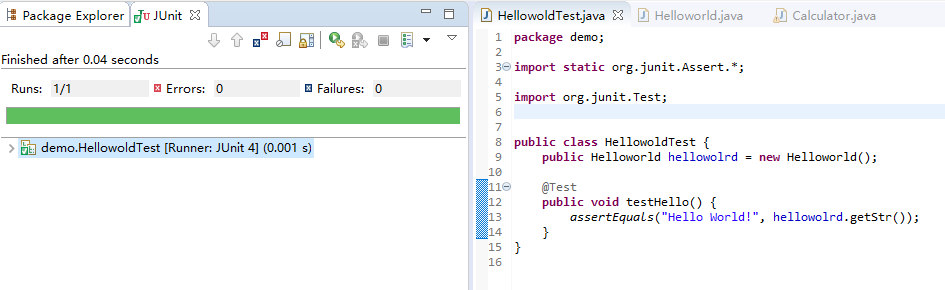 Package Explorer JUnit
Finished after 0.04 seconds
Runs: 1/1 Errors: 0 Failures: 0
demo.HellowoldTest [Runner: JUnit 4] (0.001 s)
HellowoldTest.java Helloworld.java Calculator.java
1 package demo;
2
3 import static org.junit.Assert.*;
4
5 import org.junit.Test;
6
7
8 public class HellowoldTest {
9 public Helloworld hellowolrd = new Helloworld();
10
11 @Test
12 public void testHello() {
13 assertEquals("Hello World!", hellowolrd.getStr());
14 }
15 }
16